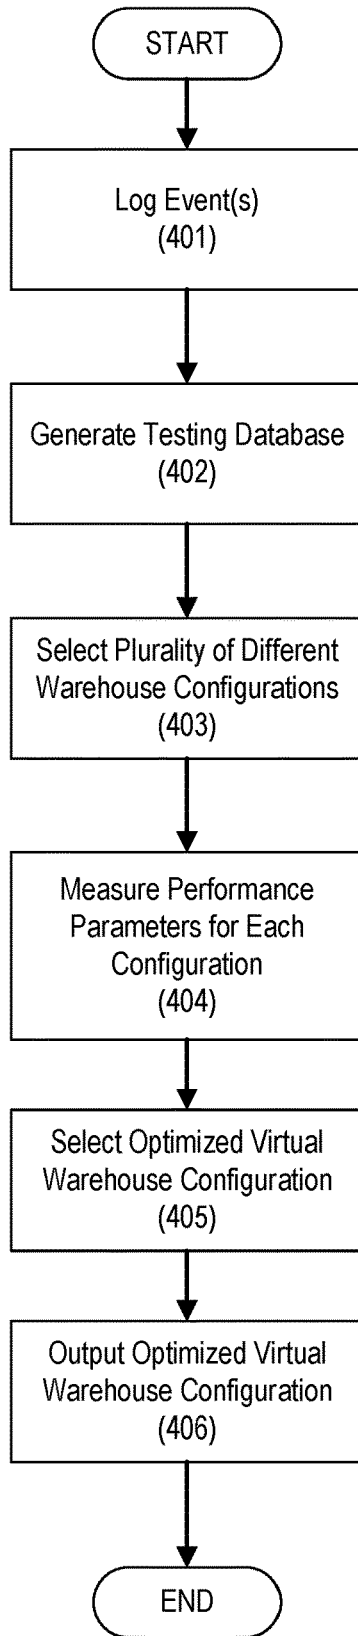 START
Log Event(s)
(401)
Generate Testing Database
(402)
Select Plurality of Different
Warehouse Configurations
(403)
Measure Performance
Parameters for Each
Configuration
(404)
Select Optimized Virtual
Warehouse Configuration
(405)
Output Optimized Virtual
Warehouse Configuration
(406)
END